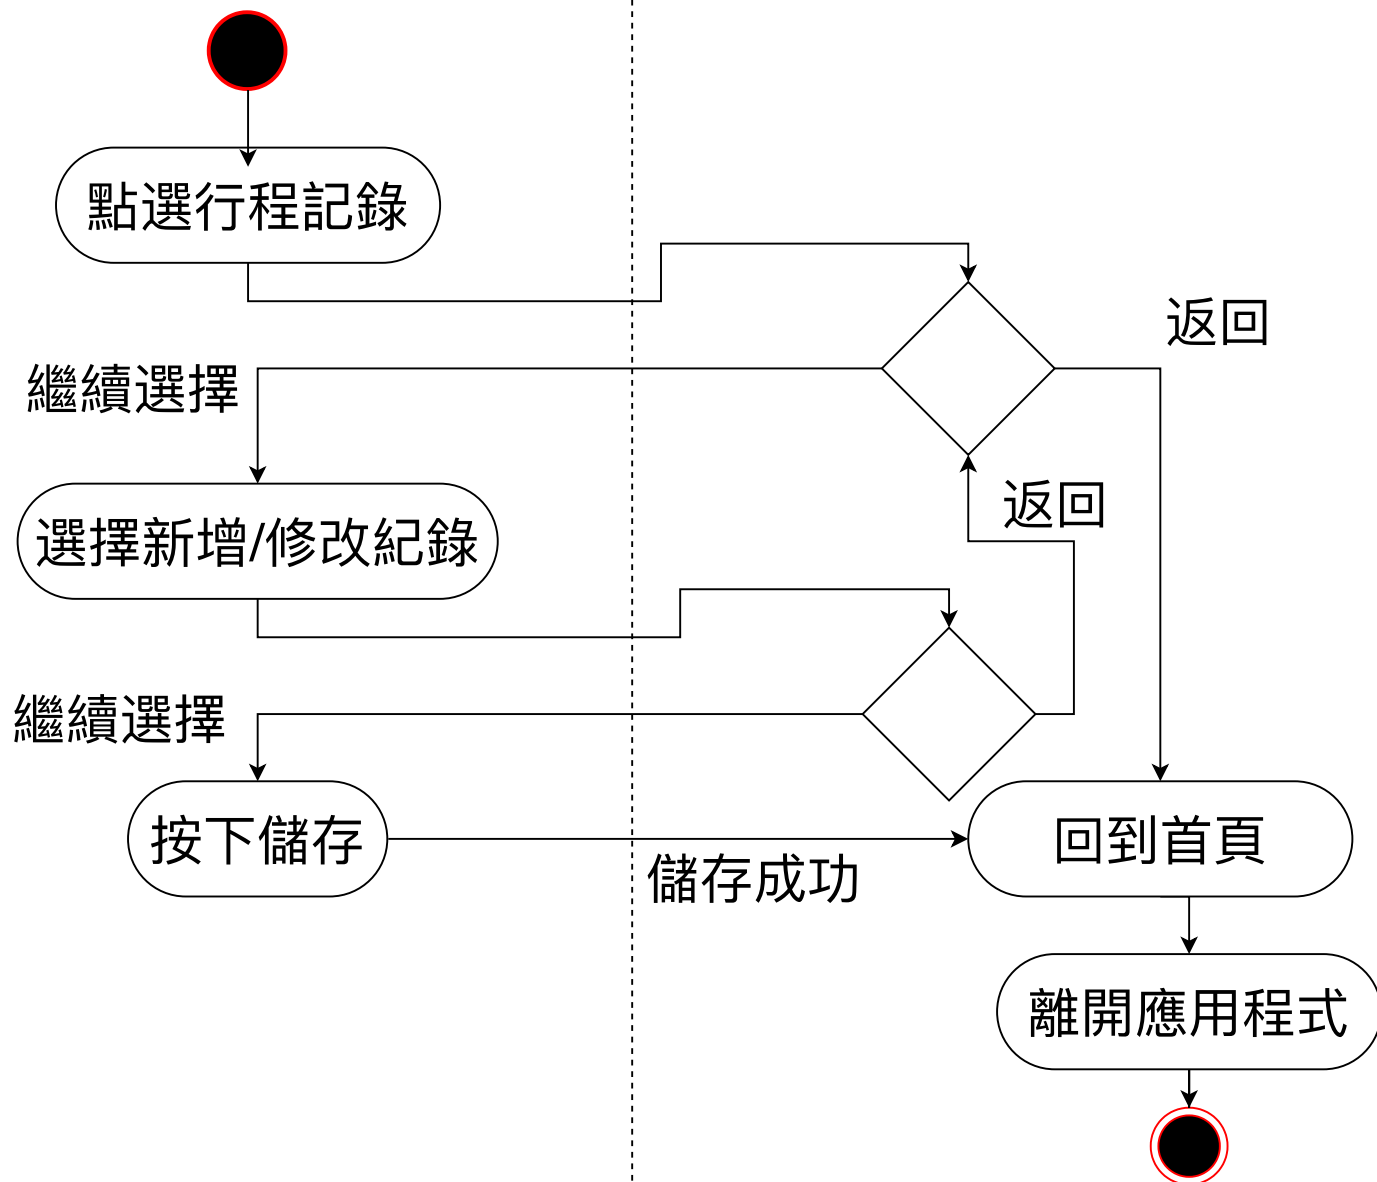 點選行程記錄
返回
繼續選擇
返回
選擇新增/修改紀錄
繼續選擇
按下儲存
回到首頁
儲存成功
離開應用程式